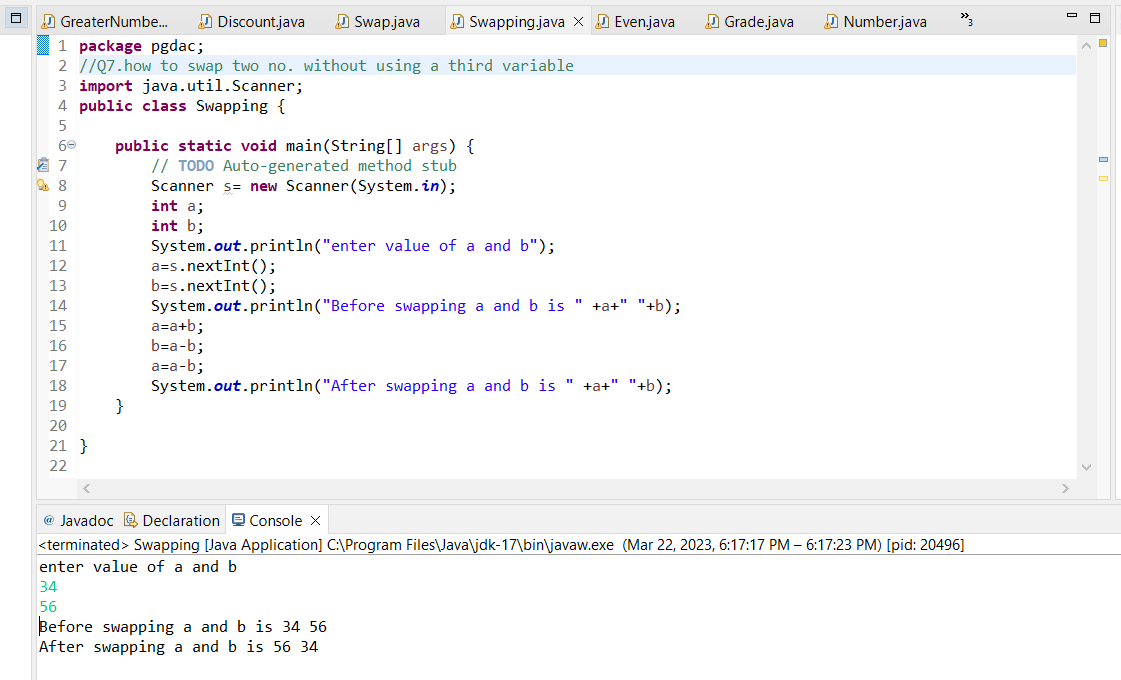 GreaterNumbe... Discount.java Swap.java Swapping.java Even.java Grade.java Number.java »3
1 package pgdac;
2 //Q7.how to swap two no. without using a third variable
3 import java.util.Scanner;
4 public class Swapping {
5
6 public static void main(String[] args) {
7 // TODO Auto-generated method stub
8 Scanner s= new Scanner(System.in);
9 int a;
10 int b;
11 System.out.println("enter value of a and b");
12 a=s.nextInt();
13 b=s.nextInt();
14 System.out.println("Before swapping a and b is " +a+" "+b);
15 a=a+b;
16 b=a-b;
17 a=a-b;
18 System.out.println("After swapping a and b is " +a+" "+b);
19 }
20
21 }
22
@ Javadoc Declaration Console
<terminated> Swapping [Java Application] C:\Program Files\Java\jdk-17\bin\javaw.exe (Mar 22, 2023, 6:17:17 PM – 6:17:23 PM) [pid: 20496]
enter value of a and b
34
56
Before swapping a and b is 34 56
After swapping a and b is 56 34